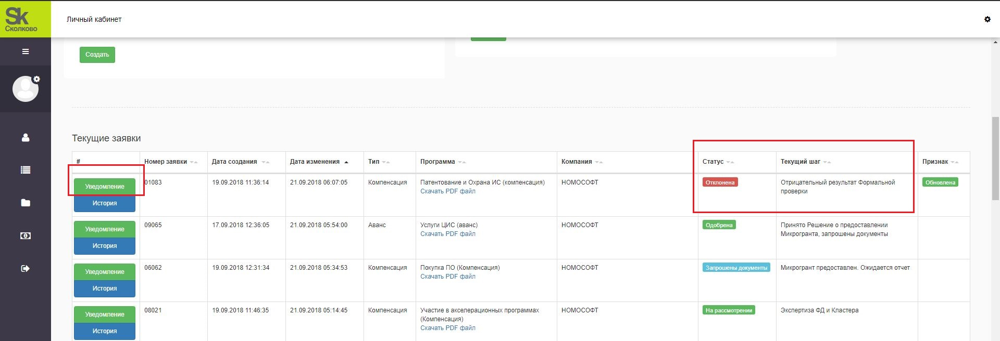 Sk
Сколково
Личный кабинет
Создать
Текущие заявки
# Номер заявки Дата создания Дата изменения Тип Программа Компания Статус Текущий шаг Признак
Уведомление 01083 19.09.2018 11:36:14 21.09.2018 06:07:05 Компенсация Патентование и Охрана ИС (компенсация) НОМОСОФТ Отклонена Отрицательный результат Формальной Обновлена
Скачать PDF файл проверки
История
Уведомление 09065 17.09.2018 12:36:05 21.09.2018 05:54:00 Аванс Услуги ЦИС (аванс) НОМОСОФТ Одобрена Принято Решение о предоставлении
Скачать PDF файл Микрогранта, запрошены документы
История
Уведомление 06062 19.09.2018 12:31:34 21.09.2018 05:34:53 Компенсация Покупка ПО (Компенсация) НОМОСОФТ Запрошены документы Микрогрант предоставлен. Ожидается отчет
Скачать PDF файл
История
Уведомление 08021 19.09.2018 11:46:35 21.09.2018 05:14:45 Компенсация Участие в акселерационных программах НОМОСОФТ На рассмотрении Экспертиза ФД и Кластера
(Компенсация)
Скачать PDF файл
История